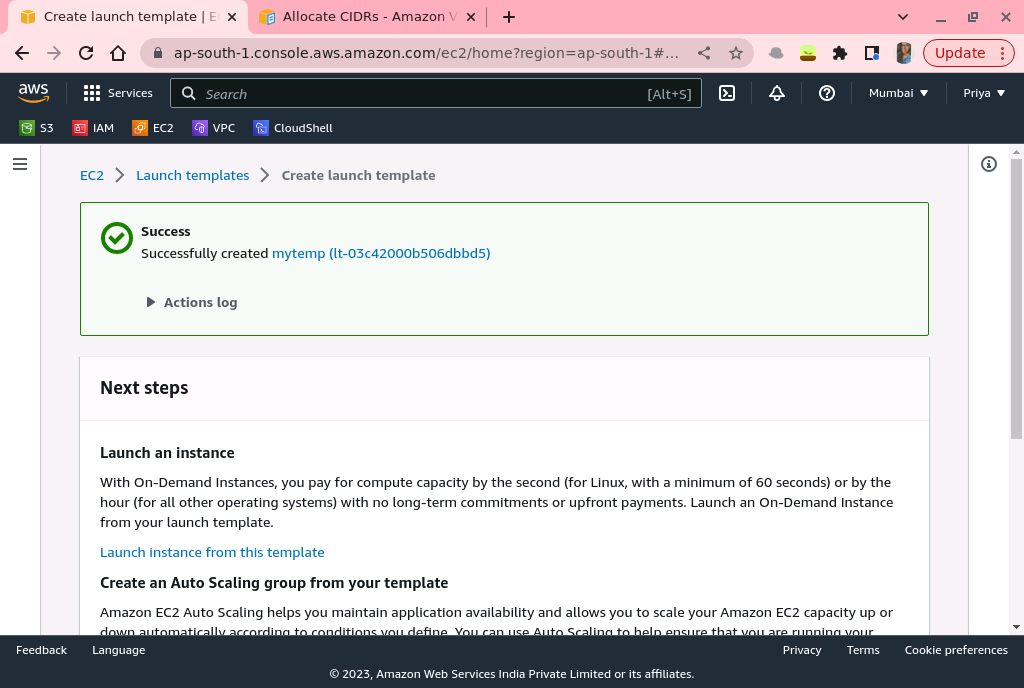 Create launch template | E
Allocate CIDRs - Amazon V
ap-south-1.console.aws.amazon.com/ec2/home?region=ap-south-1#...
Update
aws
Services
Search
[Alt+S]
Mumbai
Priya
S3
IAM
EC2
VPC
CloudShell
EC2 > Launch templates > Create launch template
Success
Successfully created mytemp (lt-03c42000b506dbbd5)
Actions log
Next steps
Launch an instance
With On-Demand Instances, you pay for compute capacity by the second (for Linux, with a minimum of 60 seconds) or by the
hour (for all other operating systems) with no long-term commitments or upfront payments. Launch an On-Demand Instance
from your launch template.
Launch instance from this template
Create an Auto Scaling group from your template
Amazon EC2 Auto Scaling helps you maintain application availability and allows you to scale your Amazon EC2 capacity up or
down automatically according to conditions you define. You can use Auto Scaling to help ensure that you are running your
Feedback
Language
Privacy
Terms
Cookie preferences
© 2023, Amazon Web Services India Private Limited or its affiliates.